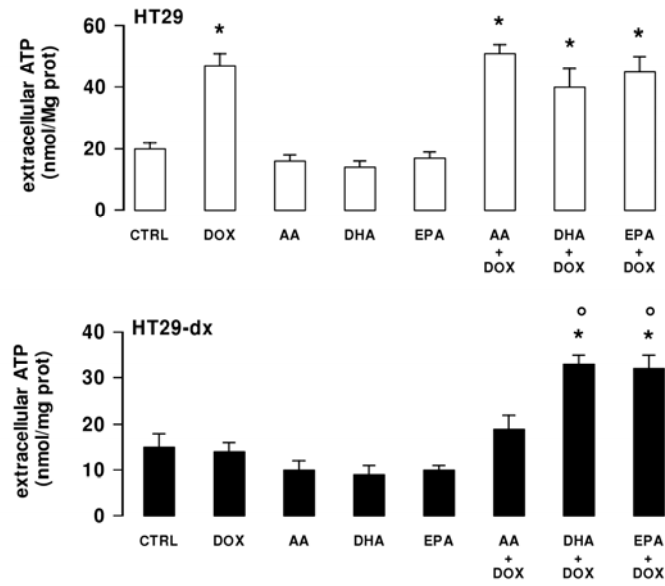 HT29
extracellular ATP
(nmol/Mg prot)
60
40
20
0
* * * *
CTRL DOX AA DHA EPA AA + DOX DHA + DOX EPA + DOX
HT29-dx
extracellular ATP
(nmol/mg prot)
40
30
20
10
0
° °
* *
CTRL DOX AA DHA EPA AA + DOX DHA + DOX EPA + DOX